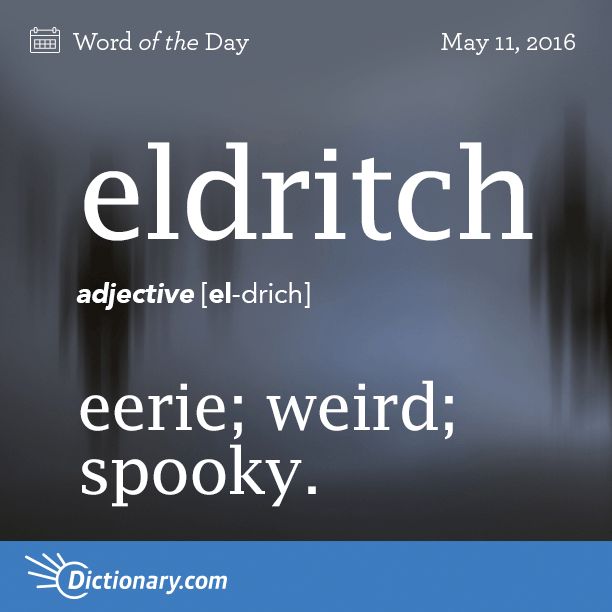 Word of the Day
May 11, 2016
eldritch
adjective [el-drich]
eerie; weird;
spooky.
Dictionary.com